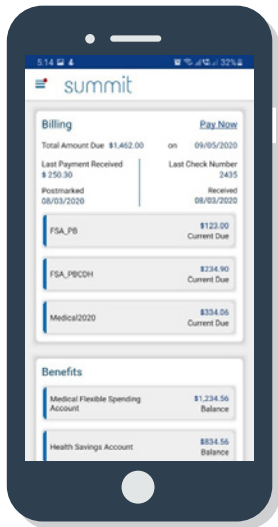 5:14
32%
summit
Billing Pay Now
Total Amount Due $1,462.00 on 09/05/2020
Last Payment Received Last Check Number
$ 250.30 2435
Postmarked Received
08/03/2020 08/03/2020
FSA_PB $123.00
Current Due
FSA_PBCDH $234.90
Current Due
Medical2020 $334.06
Current Due
Benefits
Medical Flexible Spending $1,234.56
Account Balance
Health Savings Account $834.56
Balance